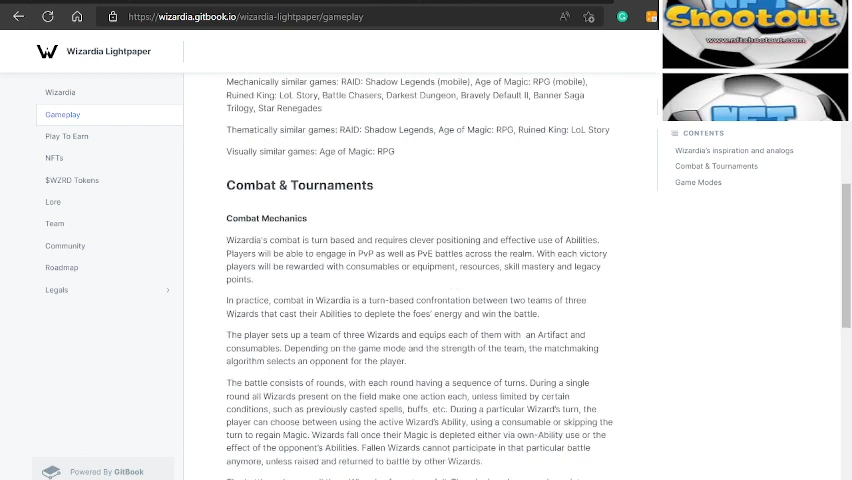 https://wizardia.gitbook.io/wizardia-lightpaper/gameplay
Shootout
www.nftshootout.com
NFT
Wizardia Lightpaper
Wizardia
Gameplay
Play To Earn
NFTs
$WZRD Tokens
Lore
Team
Community
Roadmap
Legals
Powered By GitBook
Mechanically similar games: RAID: Shadow Legends (mobile), Age of Magic: RPG (mobile),
Ruined King: LoL Story, Battle Chasers, Darkest Dungeon, Bravely Default II, Banner Saga
Trilogy, Star Renegades
Thematically similar games: RAID: Shadow Legends, Age of Magic: RPG, Ruined King: LoL Story
Visually similar games: Age of Magic: RPG
Combat & Tournaments
Combat Mechanics
Wizardia's combat is turn based and requires clever positioning and effective use of Abilities.
Players will be able to engage in PvP as well as PvE battles across the realm. With each victory
players will be rewarded with consumables or equipment, resources, skill mastery and legacy
points.
In practice, combat in Wizardia is a turn-based confrontation between two teams of three
Wizards that cast their Abilities to deplete the foes' energy and win the battle.
The player sets up a team of three Wizards and equips each of them with an Artifact and
consumables. Depending on the game mode and the strength of the team, the matchmaking
algorithm selects an opponent for the player.
The battle consists of rounds, with each round having a sequence of turns. During a single
round all Wizards present on the field make one action each, unless limited by certain
conditions, such as previously casted spells, buffs, etc. During a particular Wizard's turn, the
player can choose between using the active Wizard's Ability, using a consumable or skipping the
turn to regain Magic. Wizards fall once their Magic is depleted either via own-Ability use or the
effect of the opponent's Abilities. Fallen Wizards cannot participate in that particular battle
anymore, unless raised and returned to battle by other Wizards.
CONTENTS
Wizardia's inspiration and analogs
Combat & Tournaments
Game Modes